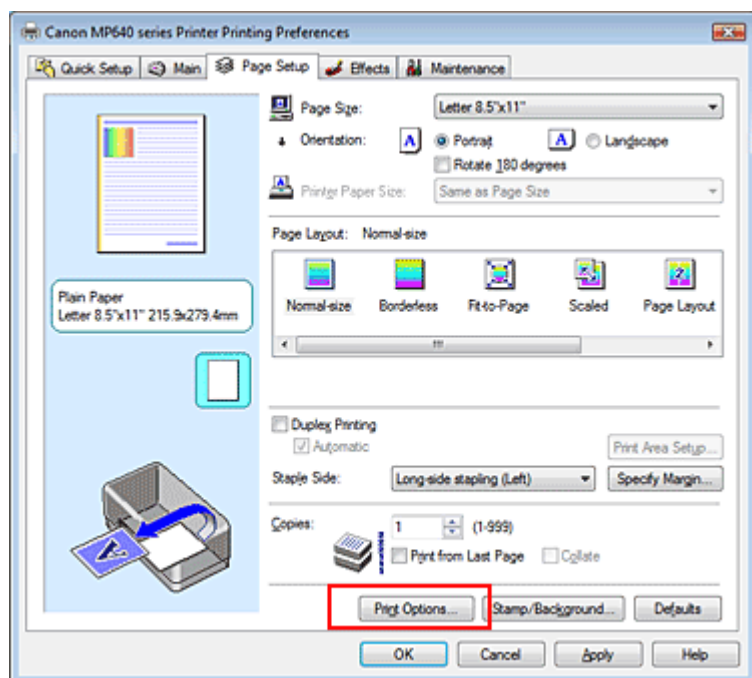 Canon MP640 series Printer Printing Preferences
Quick Setup Main Page Setup Effects Maintenance
Page Size: Letter 8.5"x11"
Orientation: A Portrait A Landscape
Rotate 180 degrees
Printer Paper Size: Same as Page Size
Page Layout: Normal-size
Normal-size Borderless Fit-to-Page Scaled Page Layout
Plain Paper
Letter 8.5"x11" 215.9x279.4mm
Duplex Printing
Automatic
Print Area Setup...
Staple Side: Long-side stapling (Left) Specify Margin...
Copies: 1 (1-999)
Print from Last Page Collate
Print Options... Stamp/Background... Defaults
OK Cancel Apply Help